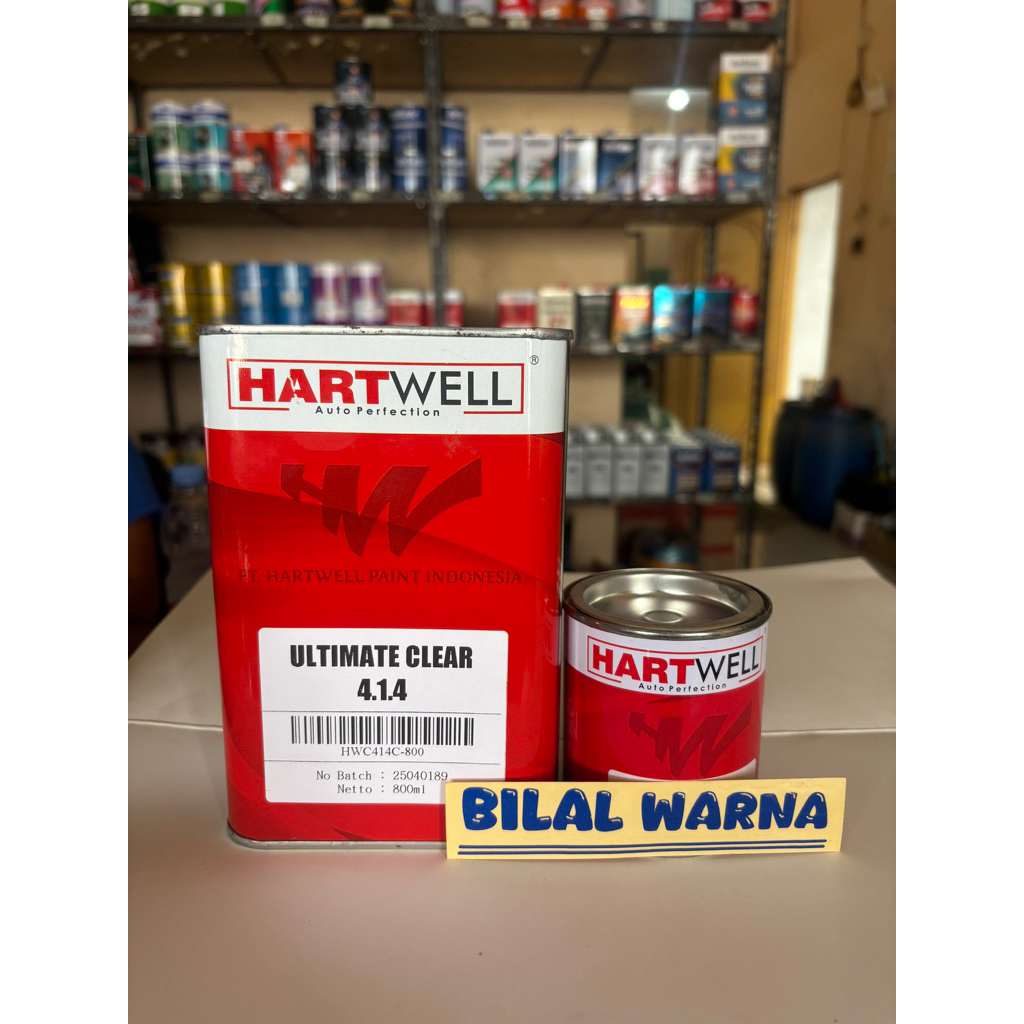 HARTWELL®
Auto Perfection
PT. HARTWELL PAINT INDONESIA
ULTIMATE CLEAR
4.1.4
HWC414C-800
No Batch : 25040189
Netto : 800ml
HARTWELL
Auto Perfection
BILAL WARNA